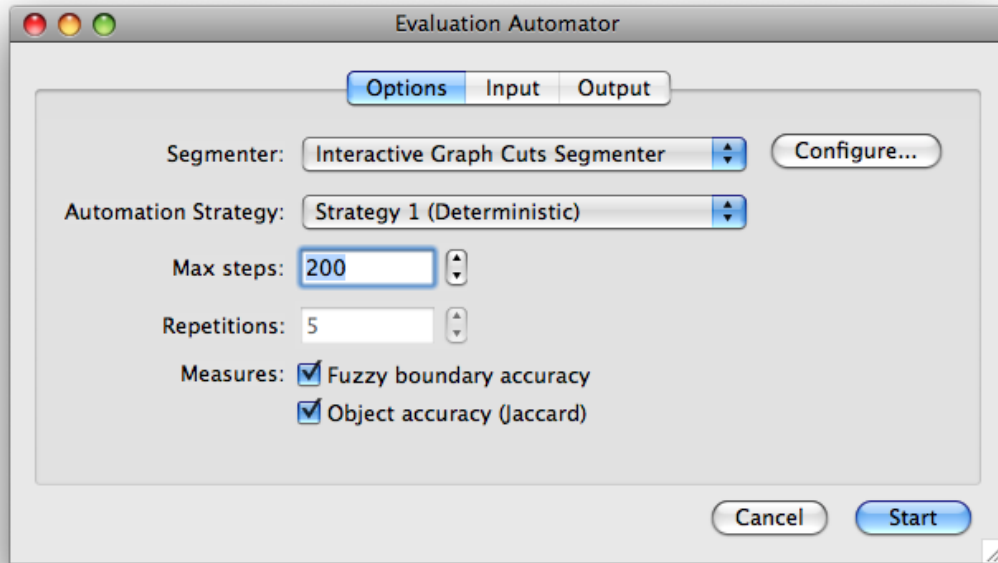 Evaluation Automator
Options Input Output
Segmenter: Interactive Graph Cuts Segmenter Configure...
Automation Strategy: Strategy 1 (Deterministic)
Max steps: 200
Repetitions: 5
Measures: Fuzzy boundary accuracy
Object accuracy (Jaccard)
Cancel Start